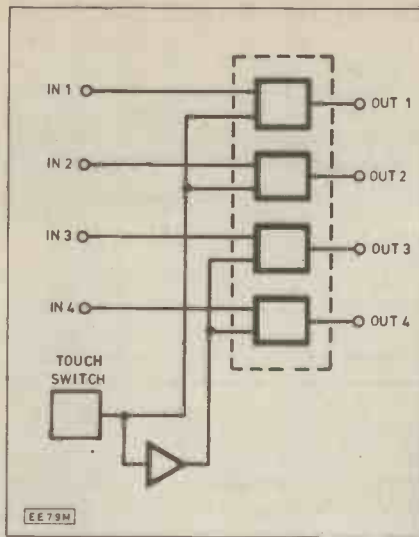 IN 1
OUT 1
IN 2
OUT 2
IN 3
OUT 3
IN 4
OUT 4
TOUCH
SWITCH
EE79M